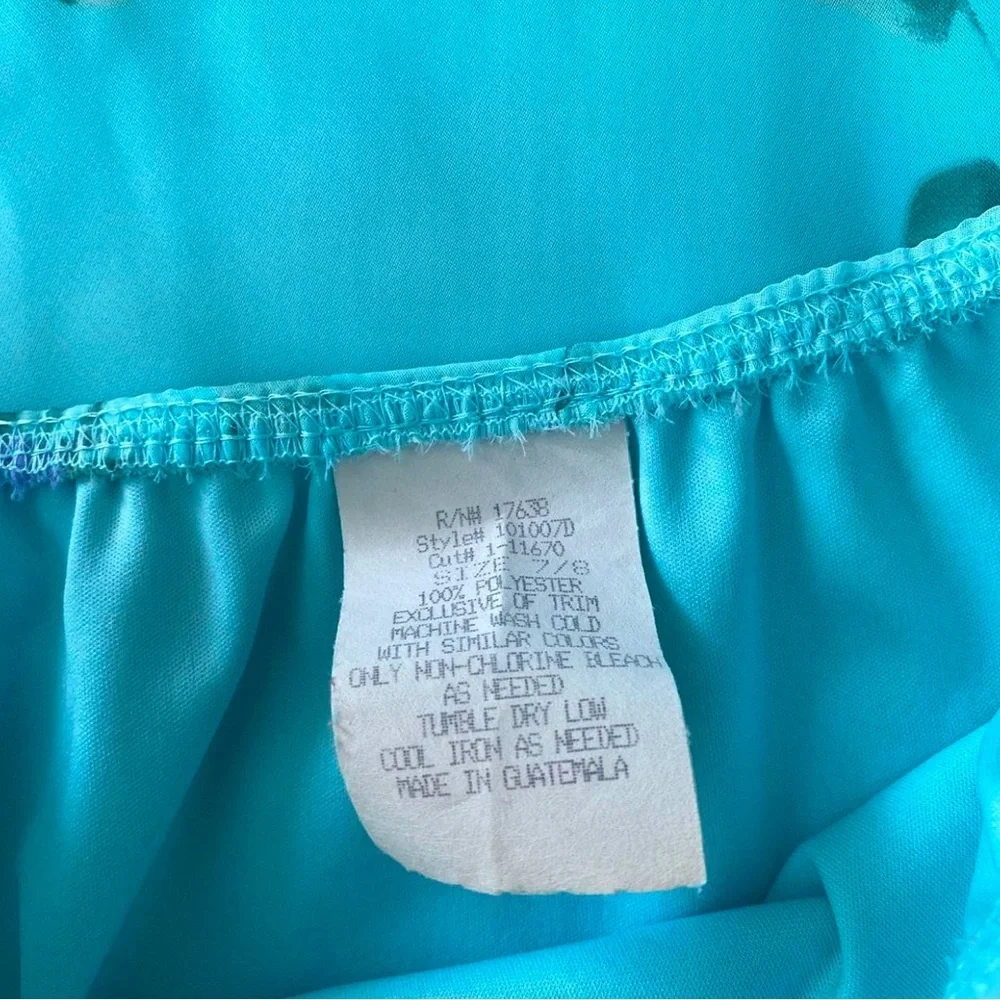 R/N# 17638
Style# 101007D
Cut# 1-11670
SIZE 7/8
100% POLYESTER
EXCLUSIVE OF TRIM
MACHINE WASH COLD
WITH SIMILAR COLORS
ONLY NON-CHLORINE BLEACH
AS NEEDED
TUMBLE DRY LOW
COOL IRON AS NEEDED
MADE IN GUATEMALA